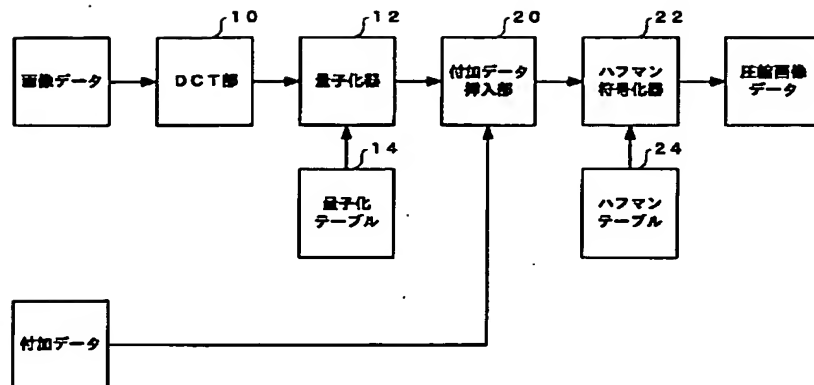 10
12
20
22
画像データ
DCT部
量子化器
付加データ
挿入部
ハフマン
符号化器
圧縮画像
データ
14
24
量子化
テーブル
ハフマン
テーブル
付加データ